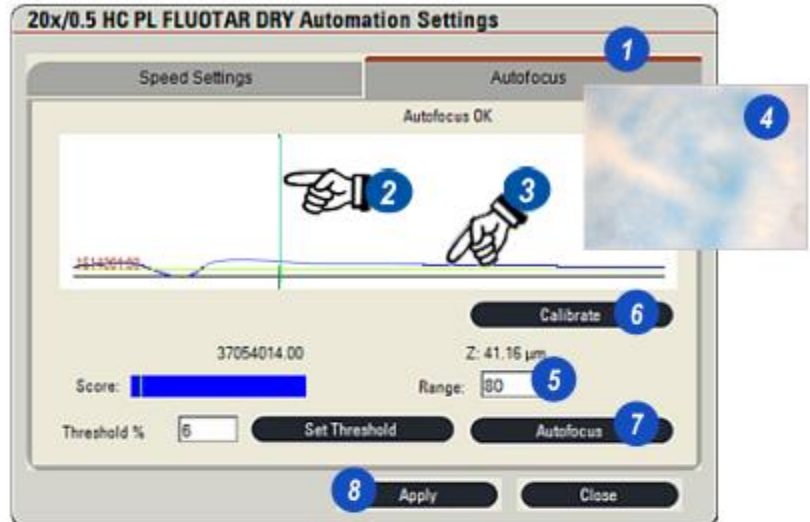 20x/0.5 HC PL FLUOTAR DRY Automation Settings
1
Speed Settings
Autofocus
4
Autofocus OK
2
3
1514201.00
Calibrate
6
37054014.00
Z: 41.16 µm
Score:
Range:
80
5
Threshold %
6
Set Threshold
Autofocus
7
8
Apply
Close